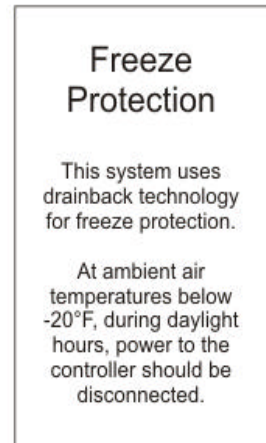 Freeze
Protection
This system uses
drainback technology
for freeze protection.
At ambient air
temperatures below
-20°F, during daylight
hours, power to the
controller should be
disconnected.